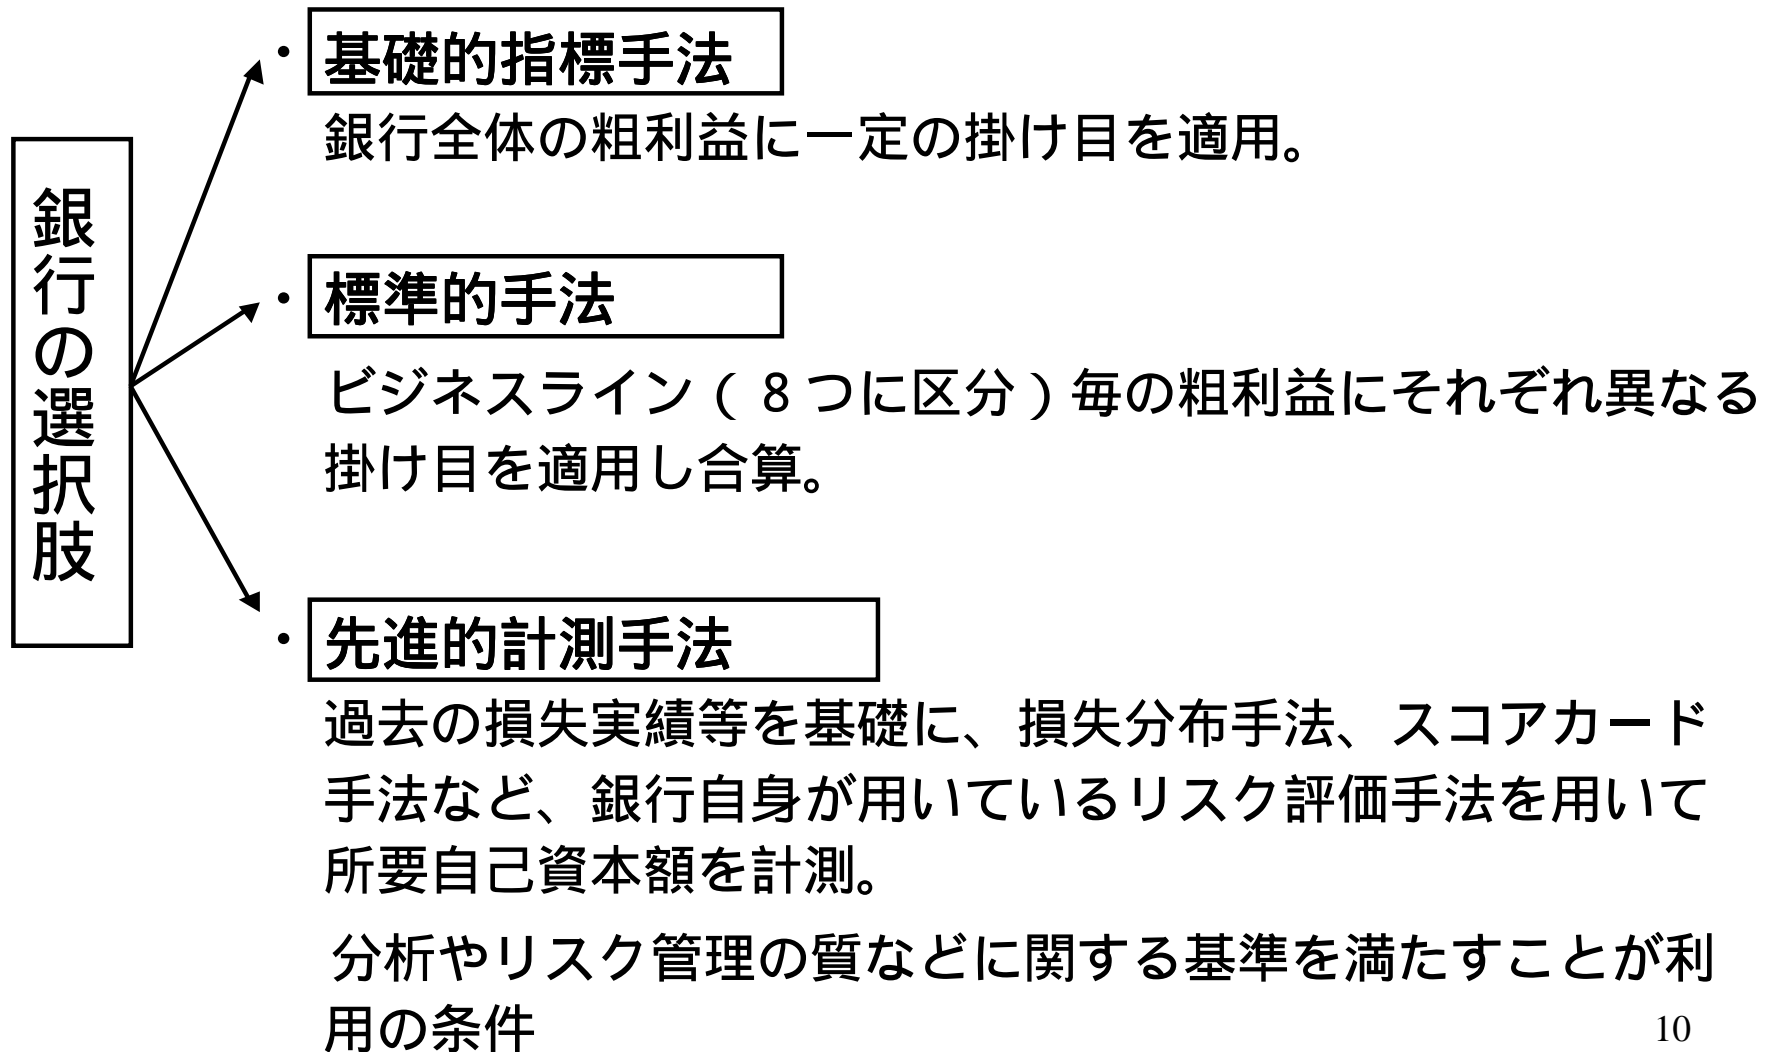 銀行の選択肢
・基礎的指標手法
銀行全体の粗利益に一定の掛け目を適用。
・標準的手法
ビジネスライン（８つに区分）毎の粗利益にそれぞれ異なる
掛け目を適用し合算。
・先進的計測手法
過去の損失実績等を基礎に、損失分布手法、スコアカード
手法など、銀行自身が用いているリスク評価手法を用いて
所要自己資本額を計測。
分析やリスク管理の質などに関する基準を満たすことが利
用の条件
10